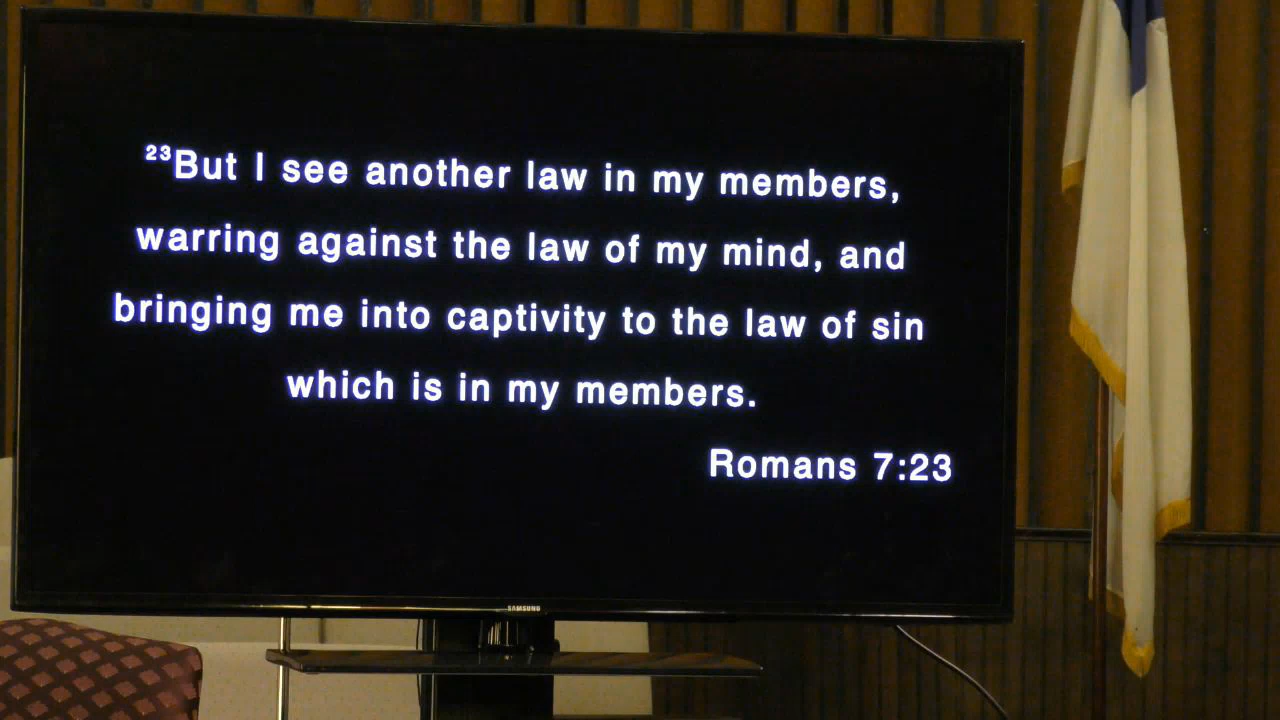 ²³But I see another law in my members,
warring against the law of my mind, and
bringing me into captivity to the law of sin
which is in my members.
Romans 7:23
SAMSUNG